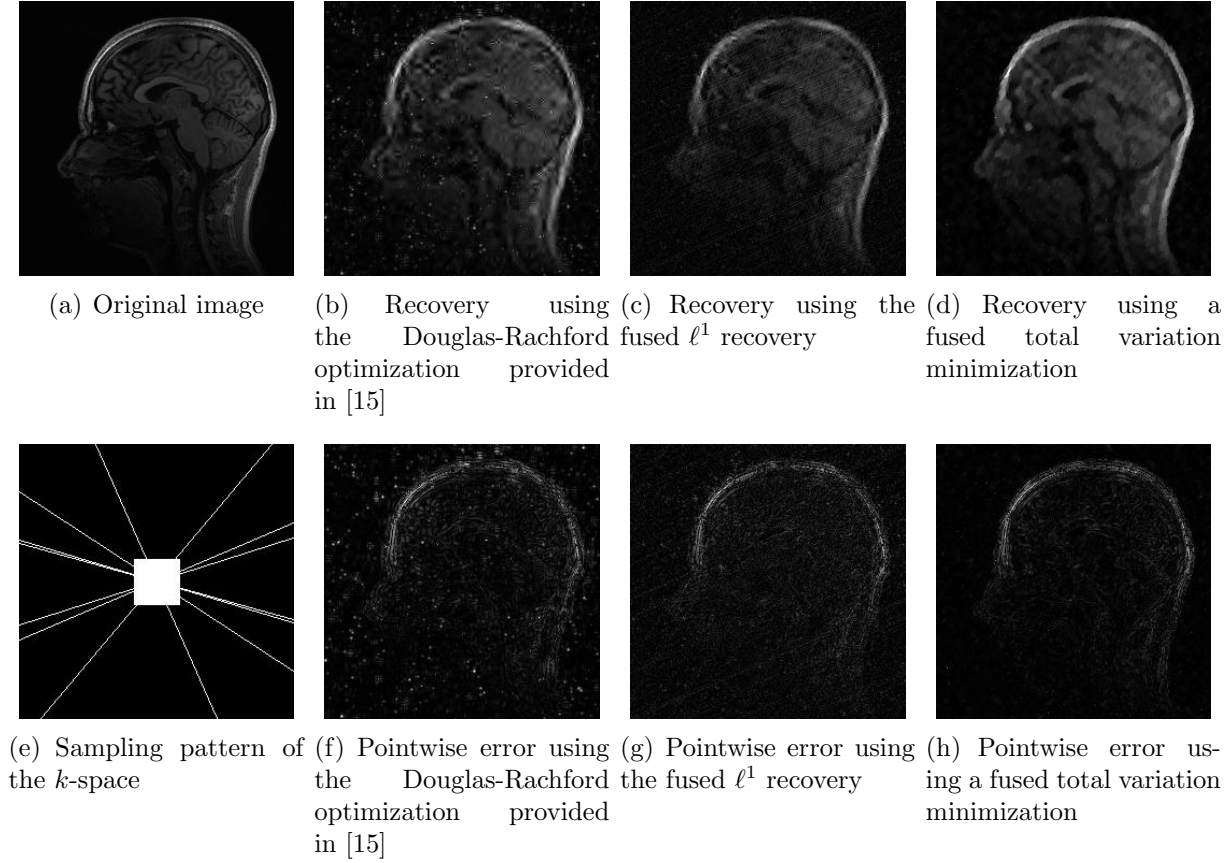 (a) Original image
(b) Recovery using
the Douglas-Rachford
optimization provided
in [15]
(c) Recovery using the
fused ℓ¹ recovery
(d) Recovery using a
fused total variation
minimization
(e) Sampling pattern of
the k-space
(f) Pointwise error using
the Douglas-Rachford
optimization provided
in [15]
(g) Pointwise error using
the fused ℓ¹ recovery
(h) Pointwise error us-
ing a fused total variation
minimization